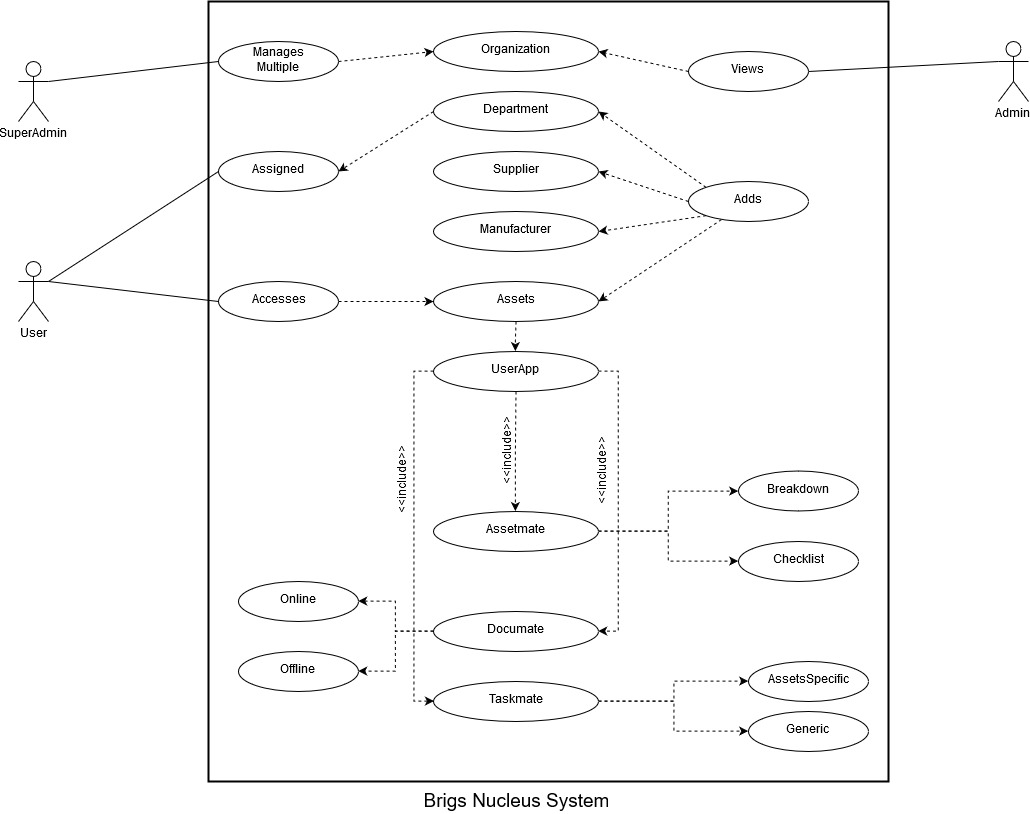 Manages
Multiple
Organization
Views
SuperAdmin
Admin
Department
Assigned
Supplier
Adds
Manufacturer
Accesses
Assets
User
UserApp
<<include>>
<<include>>
<<include>>
Breakdown
Assetmate
Checklist
Online
Documate
Offline
AssetsSpecific
Taskmate
Generic
Brigs Nucleus System